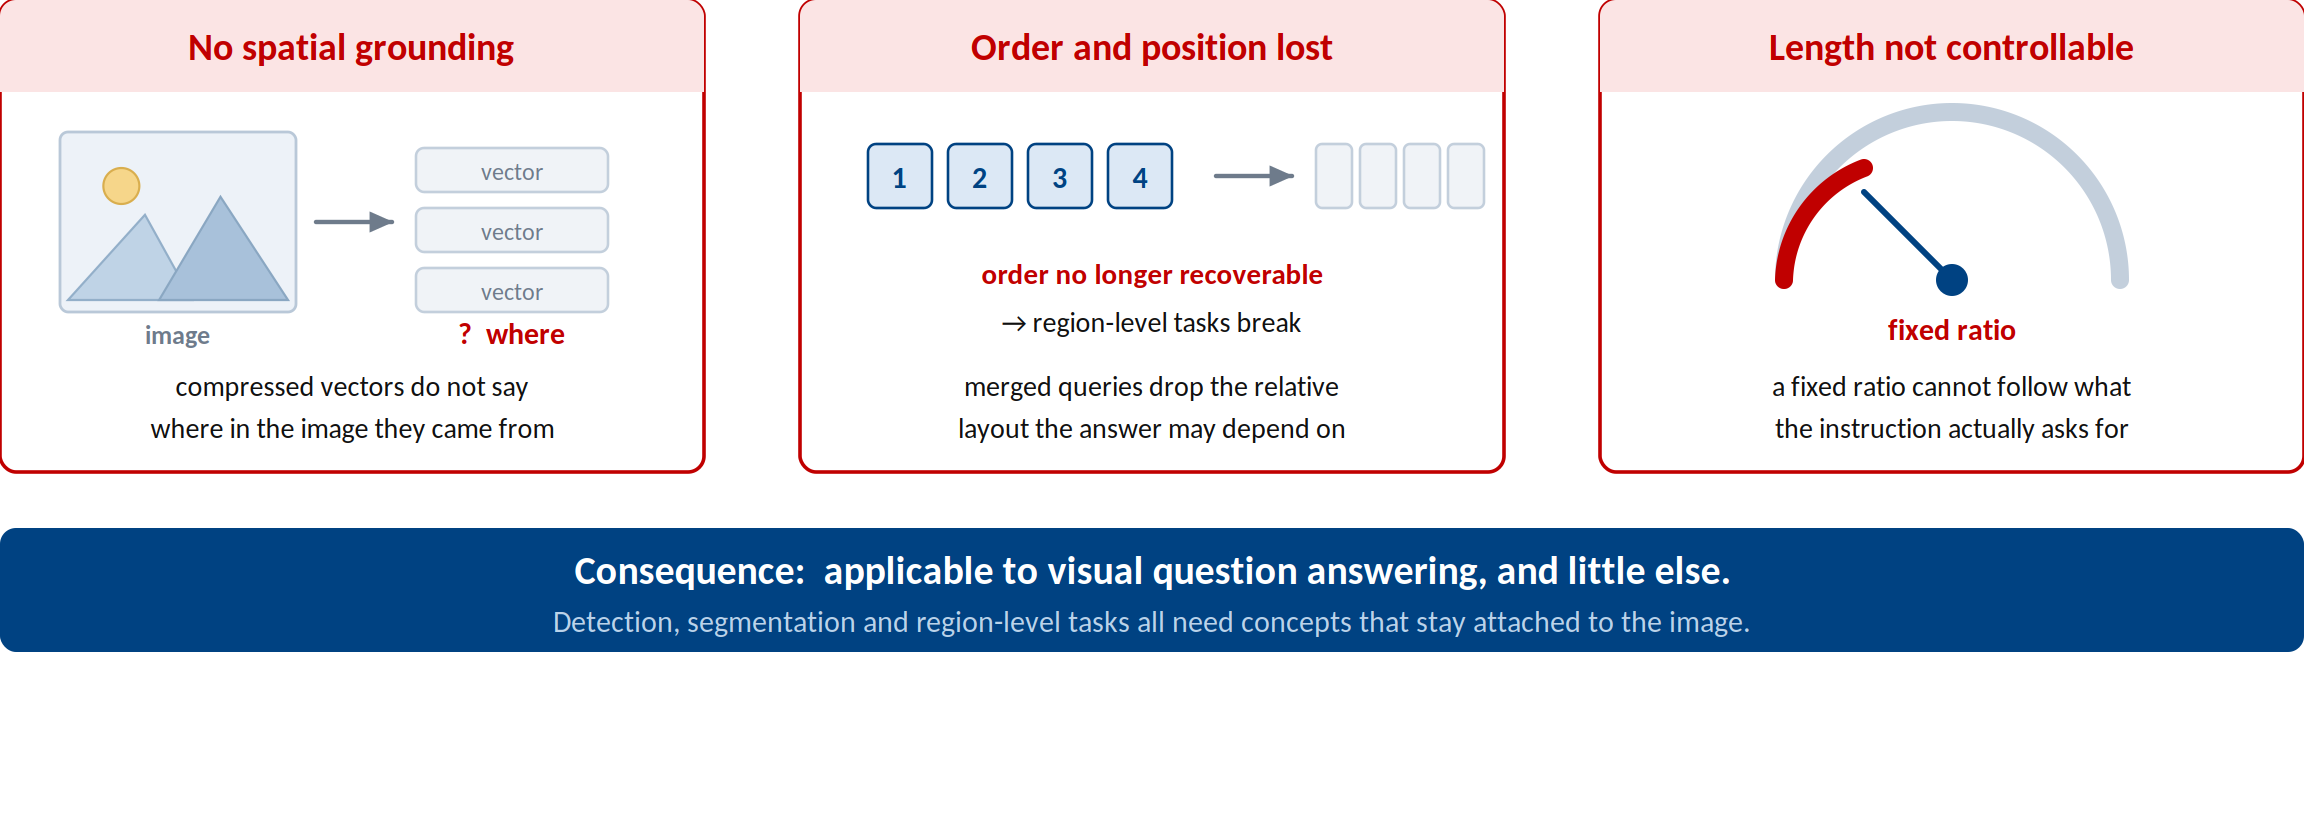 No spatial grounding
vector
vector
vector
image
? where
compressed vectors do not say
where in the image they came from
Order and position lost
1 2 3 4
order no longer recoverable
→ region-level tasks break
merged queries drop the relative
layout the answer may depend on
Length not controllable
fixed ratio
a fixed ratio cannot follow what
the instruction actually asks for
Consequence: applicable to visual question answering, and little else.
Detection, segmentation and region-level tasks all need concepts that stay attached to the image.